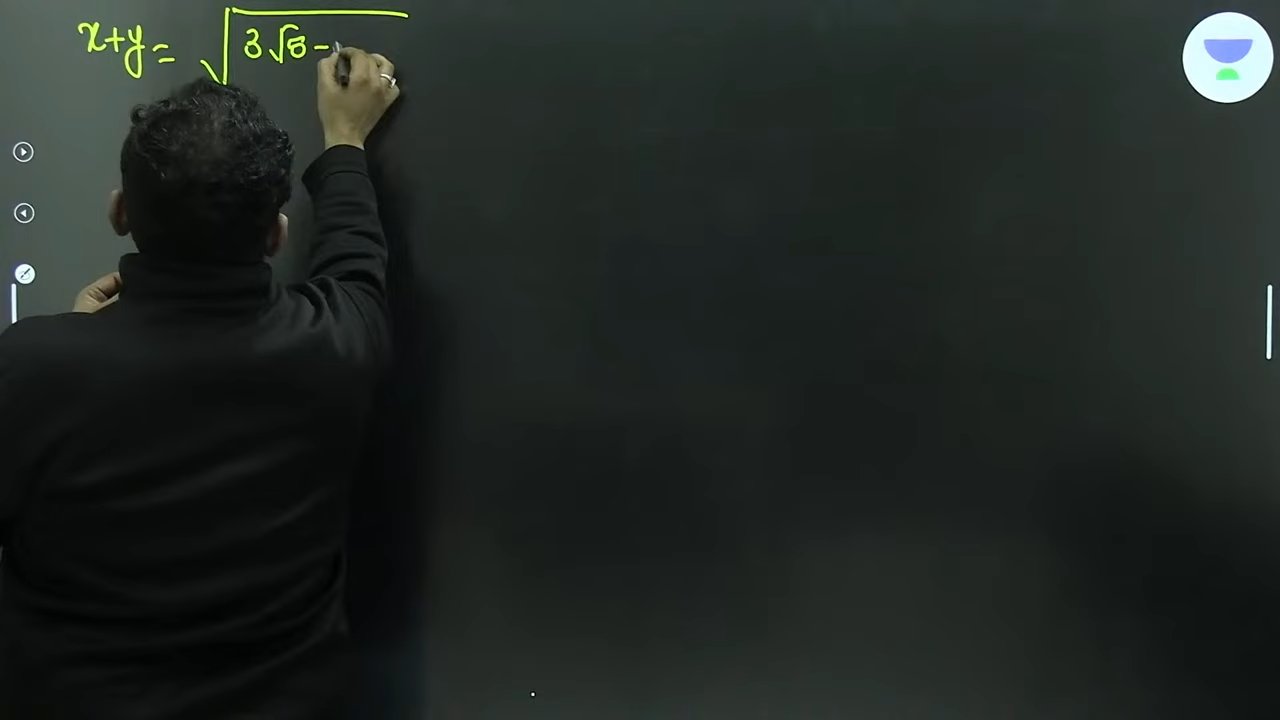 x+y = √3√5 -